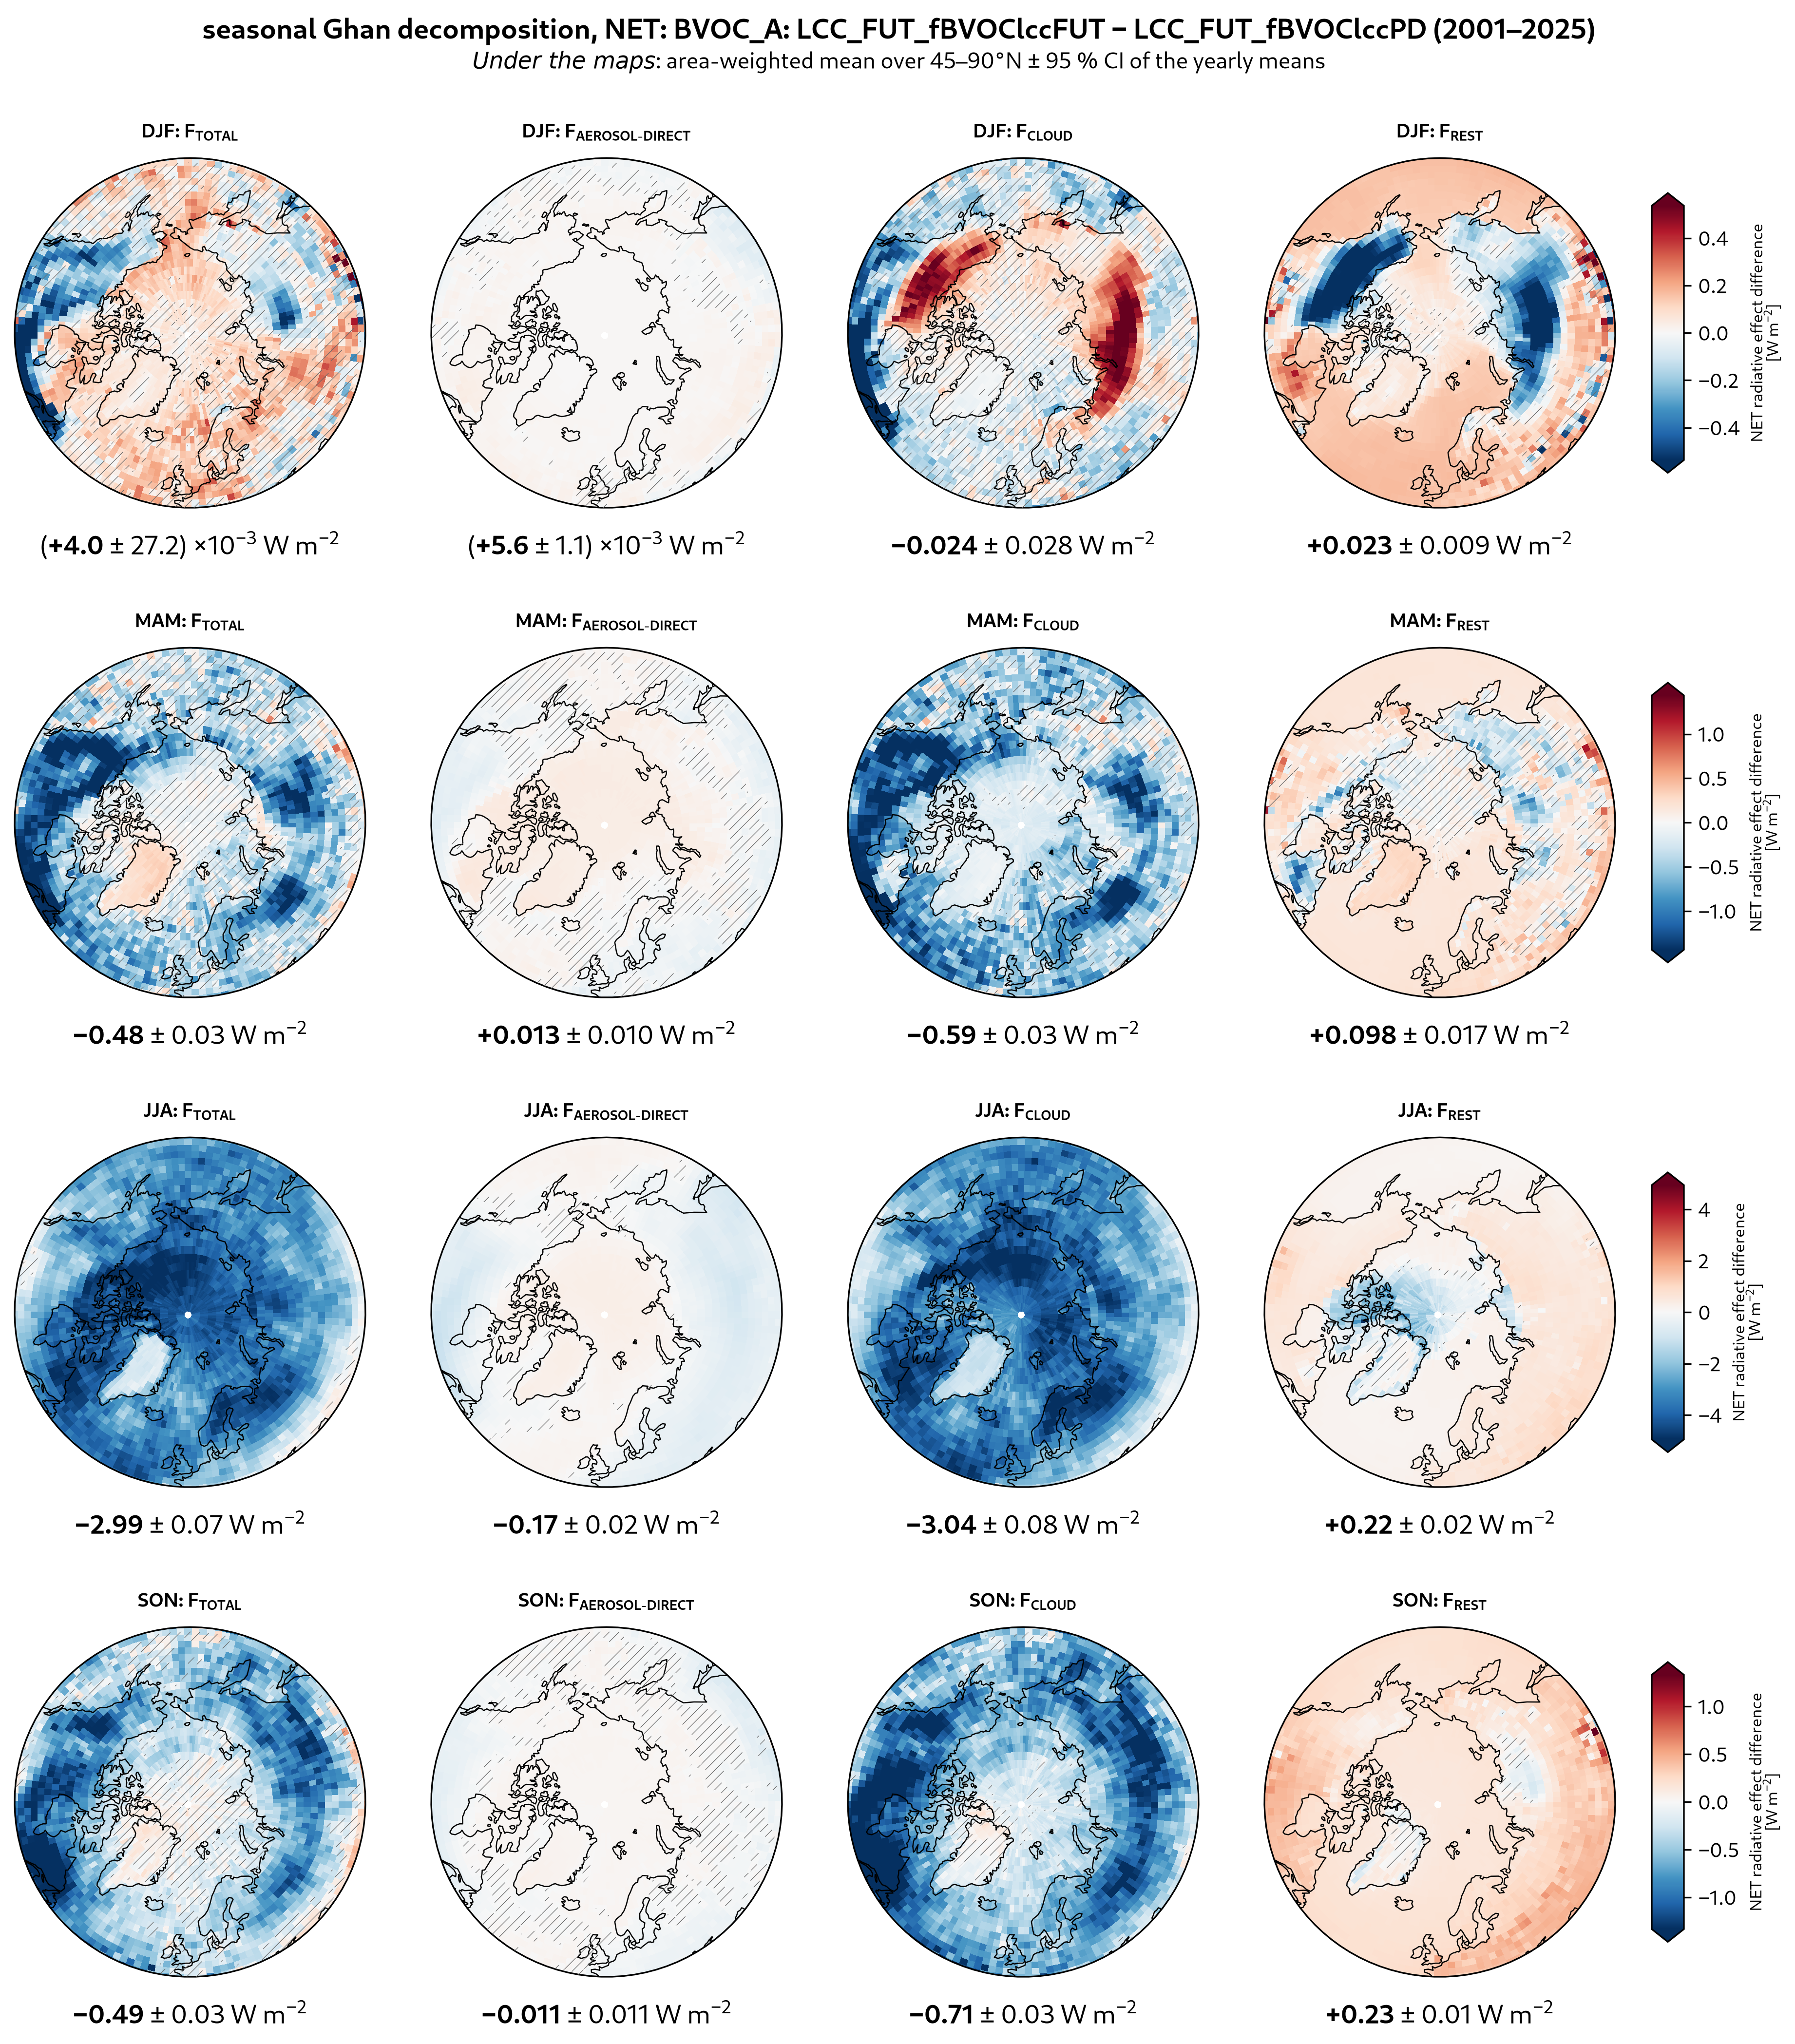 seasonal Ghan decomposition, NET: BVOC_A: LCC_FUT_fBVOClccFUT − LCC_FUT_fBVOClccPD (2001–2025)
Under the maps: area-weighted mean over 45–90°N ± 95 % CI of the yearly means
DJF: F_TOTAL
DJF: F_AEROSOL-DIRECT
DJF: F_CLOUD
DJF: F_REST
0.4
0.2
0.0
−0.2
−0.4
NET radiative effect difference
[W m⁻²]
(+4.0 ± 27.2) ×10⁻³ W m⁻²
(+5.6 ± 1.1) ×10⁻³ W m⁻²
−0.024 ± 0.028 W m⁻²
+0.023 ± 0.009 W m⁻²
MAM: F_TOTAL
MAM: F_AEROSOL-DIRECT
MAM: F_CLOUD
MAM: F_REST
1.0
0.5
0.0
−0.5
−1.0
NET radiative effect difference
[W m⁻²]
−0.48 ± 0.03 W m⁻²
+0.013 ± 0.010 W m⁻²
−0.59 ± 0.03 W m⁻²
+0.098 ± 0.017 W m⁻²
JJA: F_TOTAL
JJA: F_AEROSOL-DIRECT
JJA: F_CLOUD
JJA: F_REST
4
2
0
−2
−4
NET radiative effect difference
[W m⁻²]
−2.99 ± 0.07 W m⁻²
−0.17 ± 0.02 W m⁻²
−3.04 ± 0.08 W m⁻²
+0.22 ± 0.02 W m⁻²
SON: F_TOTAL
SON: F_AEROSOL-DIRECT
SON: F_CLOUD
SON: F_REST
1.0
0.5
0.0
−0.5
−1.0
NET radiative effect difference
[W m⁻²]
−0.49 ± 0.03 W m⁻²
−0.011 ± 0.011 W m⁻²
−0.71 ± 0.03 W m⁻²
+0.23 ± 0.01 W m⁻²